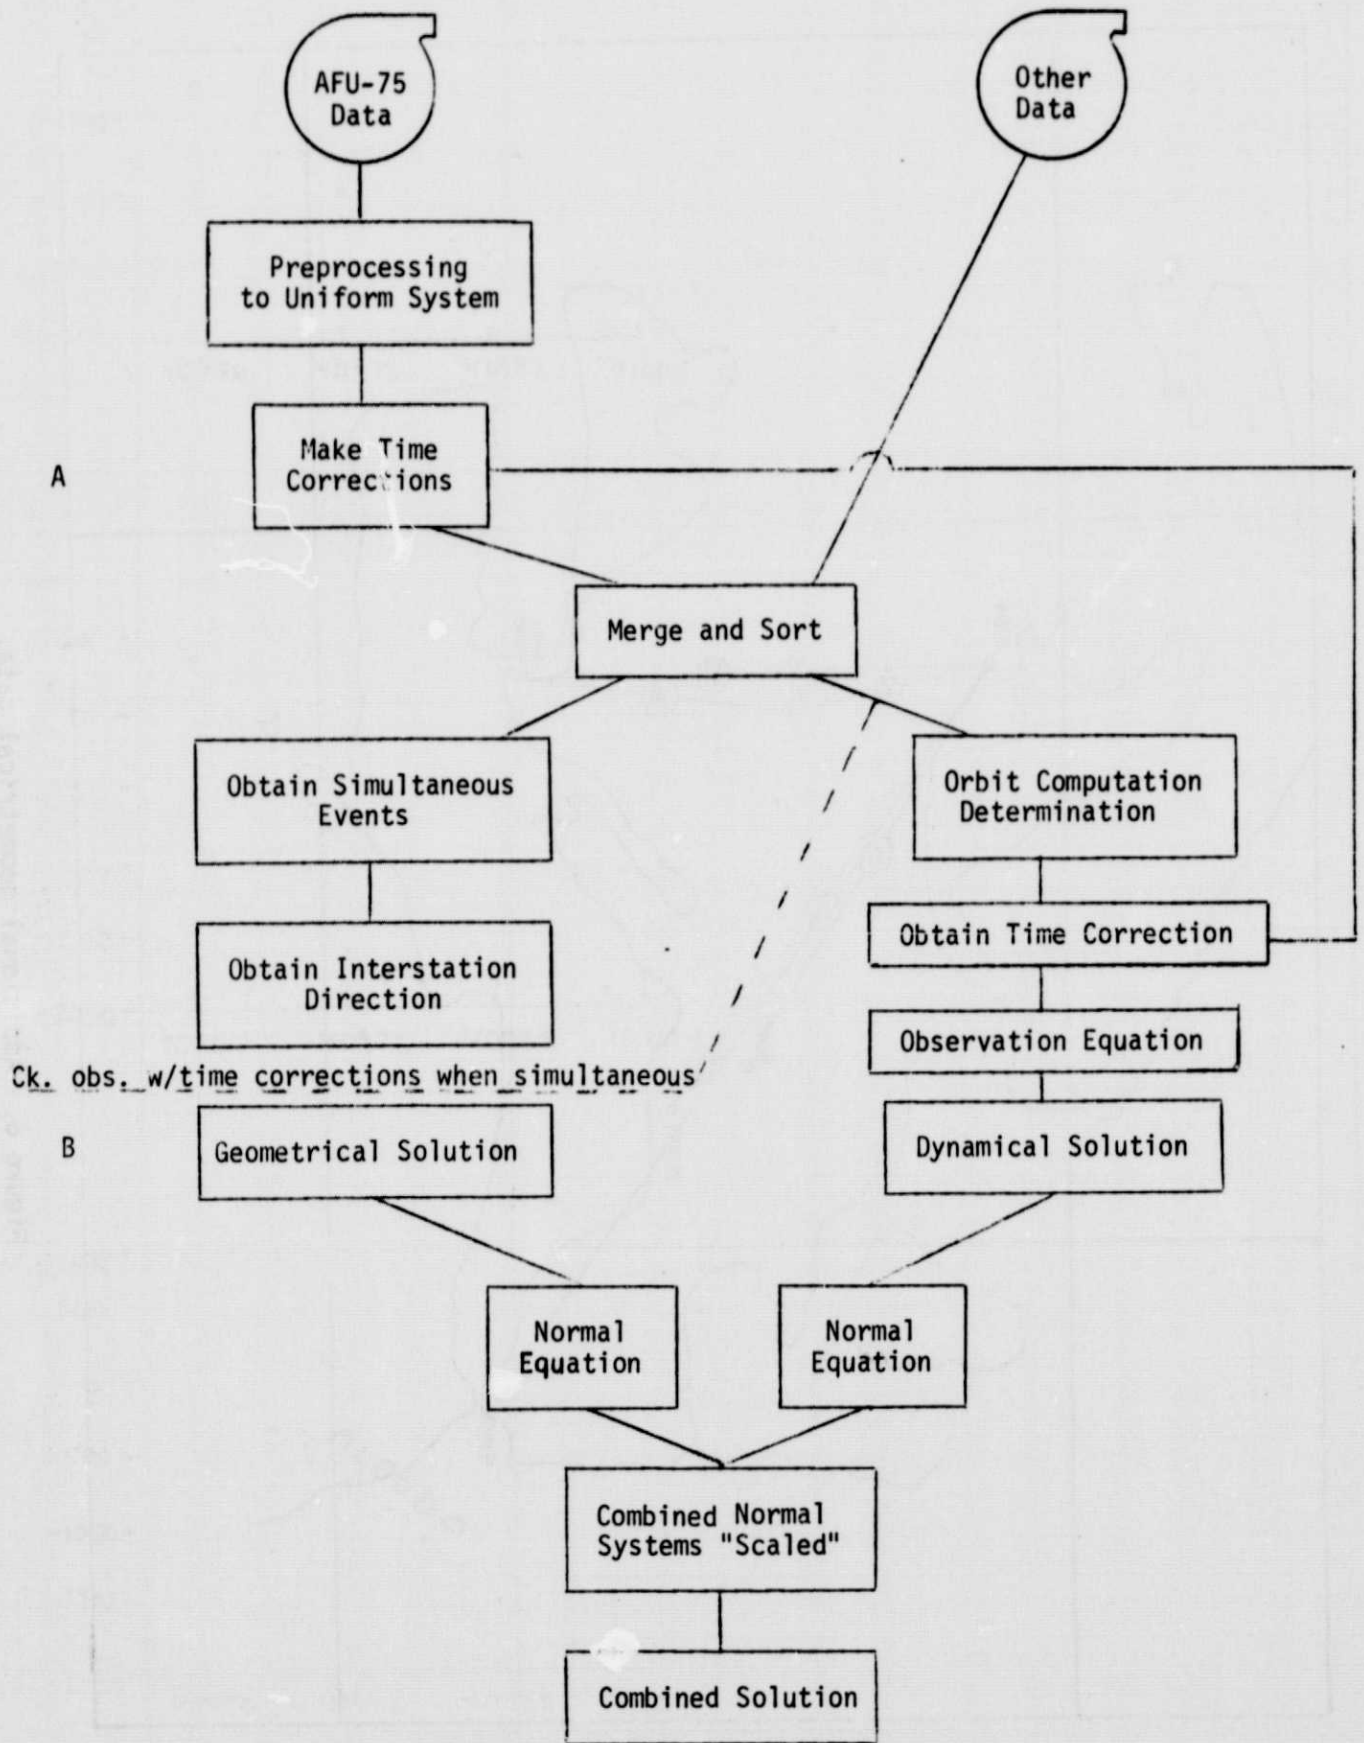 AFU-75
Data
Other
Data
Preprocessing
to Uniform System
A
Make Time
Corrections
Merge and Sort
Obtain Simultaneous
Events
Orbit Computation
Determination
Obtain Time Correction
Obtain Interstation
Direction
Observation Equation
Ck. obs. w/time corrections when simultaneous
B
Geometrical Solution
Dynamical Solution
Normal
Equation
Normal
Equation
Combined Normal
Systems "Scaled"
Combined Solution